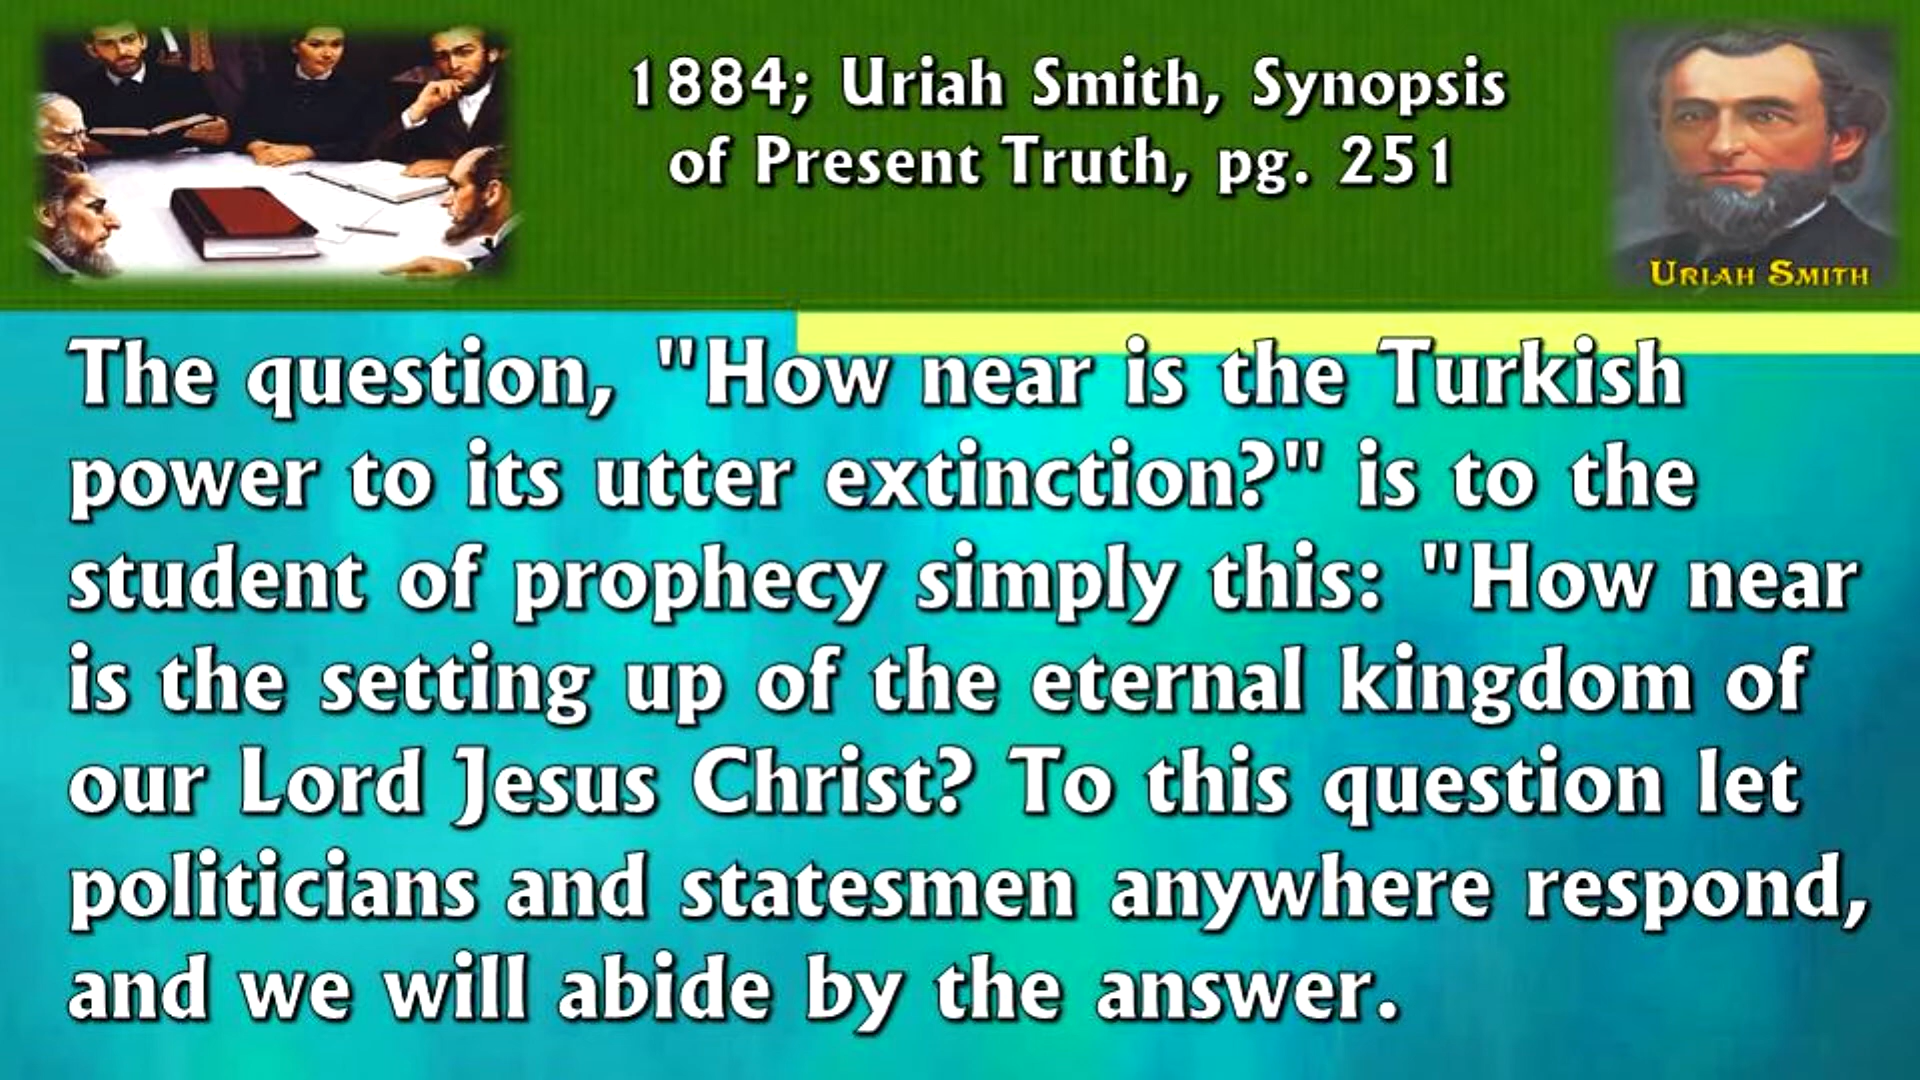 1884; Uriah Smith, Synopsis
of Present Truth, pg. 251
URIAH SMITH
The question, "How near is the Turkish
power to its utter extinction?" is to the
student of prophecy simply this: "How near
is the setting up of the eternal kingdom of
our Lord Jesus Christ? To this question let
politicians and statesmen anywhere respond,
and we will abide by the answer.